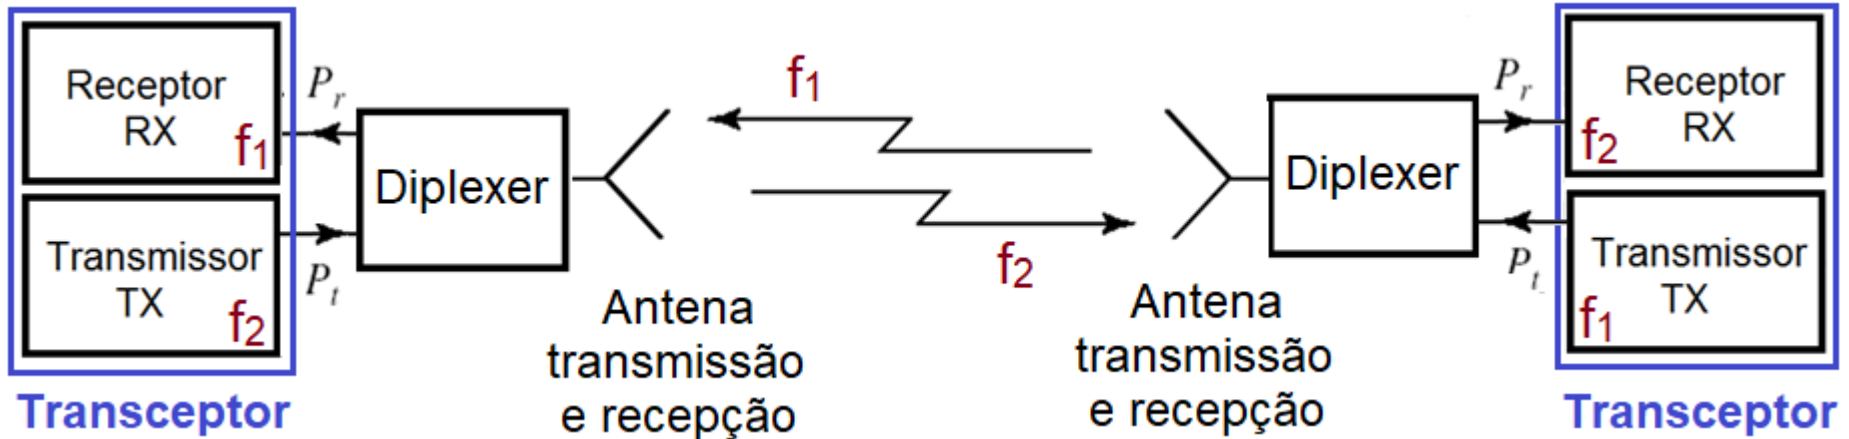 Receptor
RX
f1
Pr
Transmissor
TX
f2
Pt
Transceptor
Diplexer
Antena
transmissão
e recepção
f1
f2
Antena
transmissão
e recepção
Diplexer
Pr
Receptor
RX
f2
Pt
Transmissor
TX
f1
Transceptor